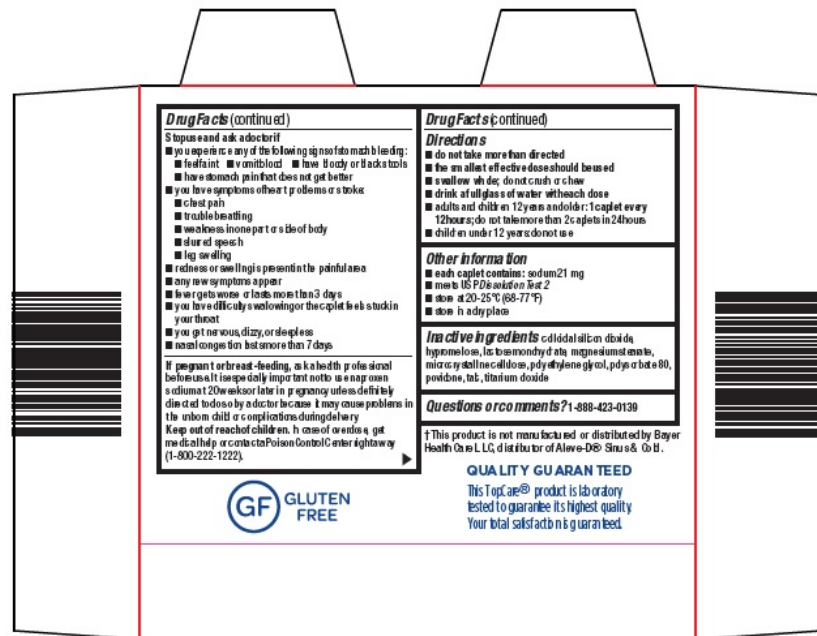 Drug Facts (continued)
Stop use and ask a doctor if
■ you experience any of the following signs of stomach bleeding:
■ feel faint ■ vomit blood ■ have bloody or black stools
■ have stomach pain that does not get better
■ you have symptoms of heart problems or stroke:
■ chest pain
■ trouble breathing
■ weakness in one part or side of body
■ slurred speech
■ leg swelling
■ redness or swelling is present in the painful area
■ any new symptoms appear
■ fever gets worse or lasts more than 3 days
■ you have difficulty swallowing or the caplet feels stuck in
your throat
■ you get nervous, dizzy, or sleepless
■ nasal congestion lasts more than 7 days
If pregnant or breast-feeding, ask a health professional
before use. It is especially important not to use naproxen
sodium at 20 weeks or later in pregnancy unless definitely
directed to do so by a doctor because it may cause problems in
the unborn child or complications during delivery.
Keep out of reach of children. In case of overdose, get
medical help or contact a Poison Control Center right away
(1-800-222-1222).
GF GLUTEN
FREE
Drug Facts (continued)
Directions
■ do not take more than directed
■ the smallest effective dose should be used
■ swallow whole; do not crush or chew
■ drink a full glass of water with each dose
■ adults and children 12 years and older: 1 caplet every
12 hours; do not take more than 2 caplets in 24 hours
■ children under 12 years: do not use
Other information
■ each caplet contains: sodium 21 mg
■ meets USP Dissolution Test 2
■ store at 20-25°C (68-77°F)
■ store in a dry place
Inactive ingredients colloidal silicon dioxide,
hypromellose, lactose monohydrate, magnesium stearate,
microcrystalline cellulose, polyethylene glycol, polysorbate 80,
povidone, talc, titanium dioxide
Questions or comments? 1-888-423-0139
†This product is not manufactured or distributed by Bayer
HealthCare LLC, distributor of Aleve-D® Sinus & Cold.
QUALITY GUARANTEED
This TopCare® product is laboratory
tested to guarantee its highest quality.
Your total satisfaction is guaranteed.